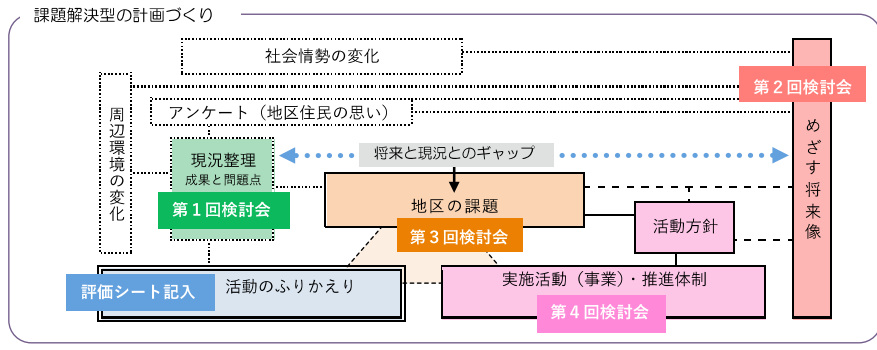 課題解決型の計画づくり
社会情勢の変化
第２回検討会
周辺環境の変化
アンケート（地区住民の思い）
めざす将来像
現況整理
成果と問題点
将来と現況とのギャップ
第１回検討会
地区の課題
第３回検討会
活動方針
活動のふりかえり
評価シート記入
実施活動（事業）・推進体制
第４回検討会